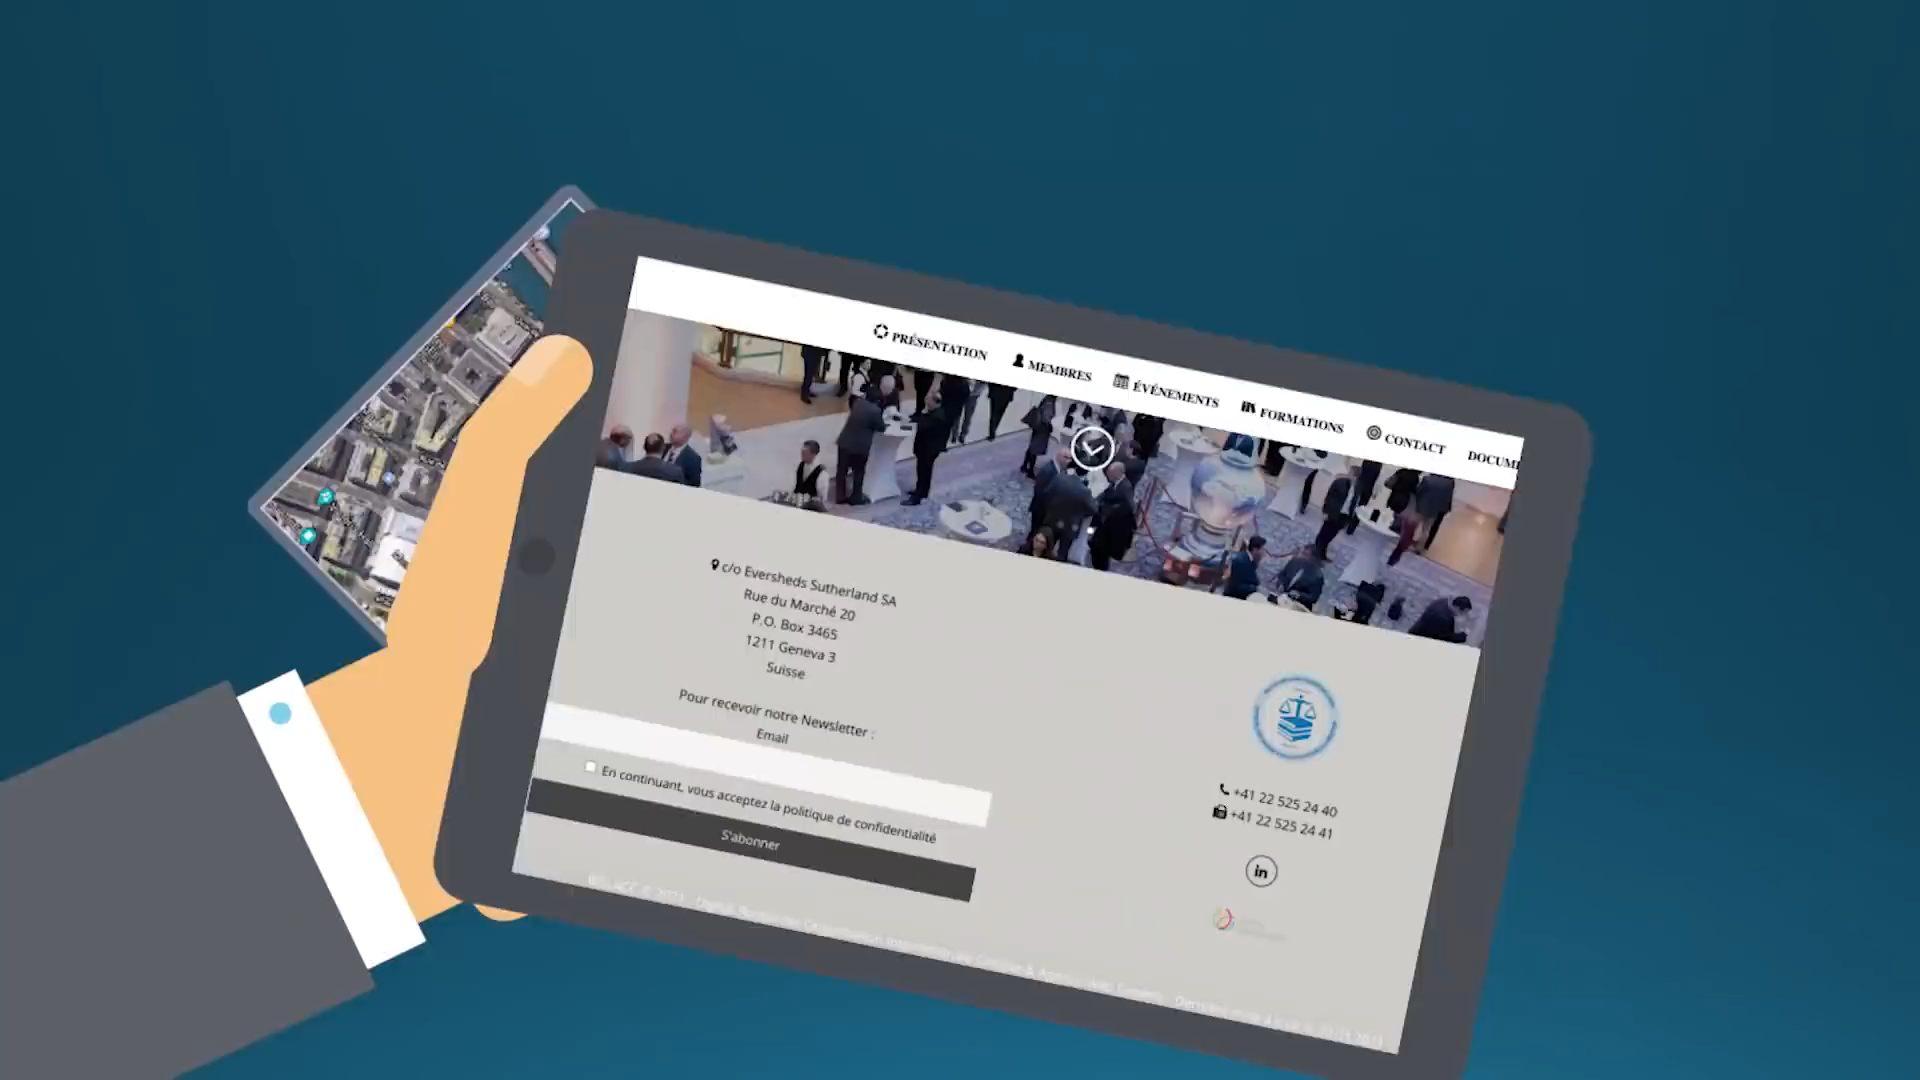 PRÉSENTATION
MEMBRES
ÉVÉNEMENTS
FORMATIONS
CONTACT
DOCUM
c/o Eversheds Sutherland SA
Rue du Marché 20
P.O. Box 3465
1211 Geneva 3
Suisse
Pour recevoir notre Newsletter :
Email
En continuant, vous acceptez la politique de confidentialité
S'abonner
+41 22 525 24 40
+41 22 525 24 41
in